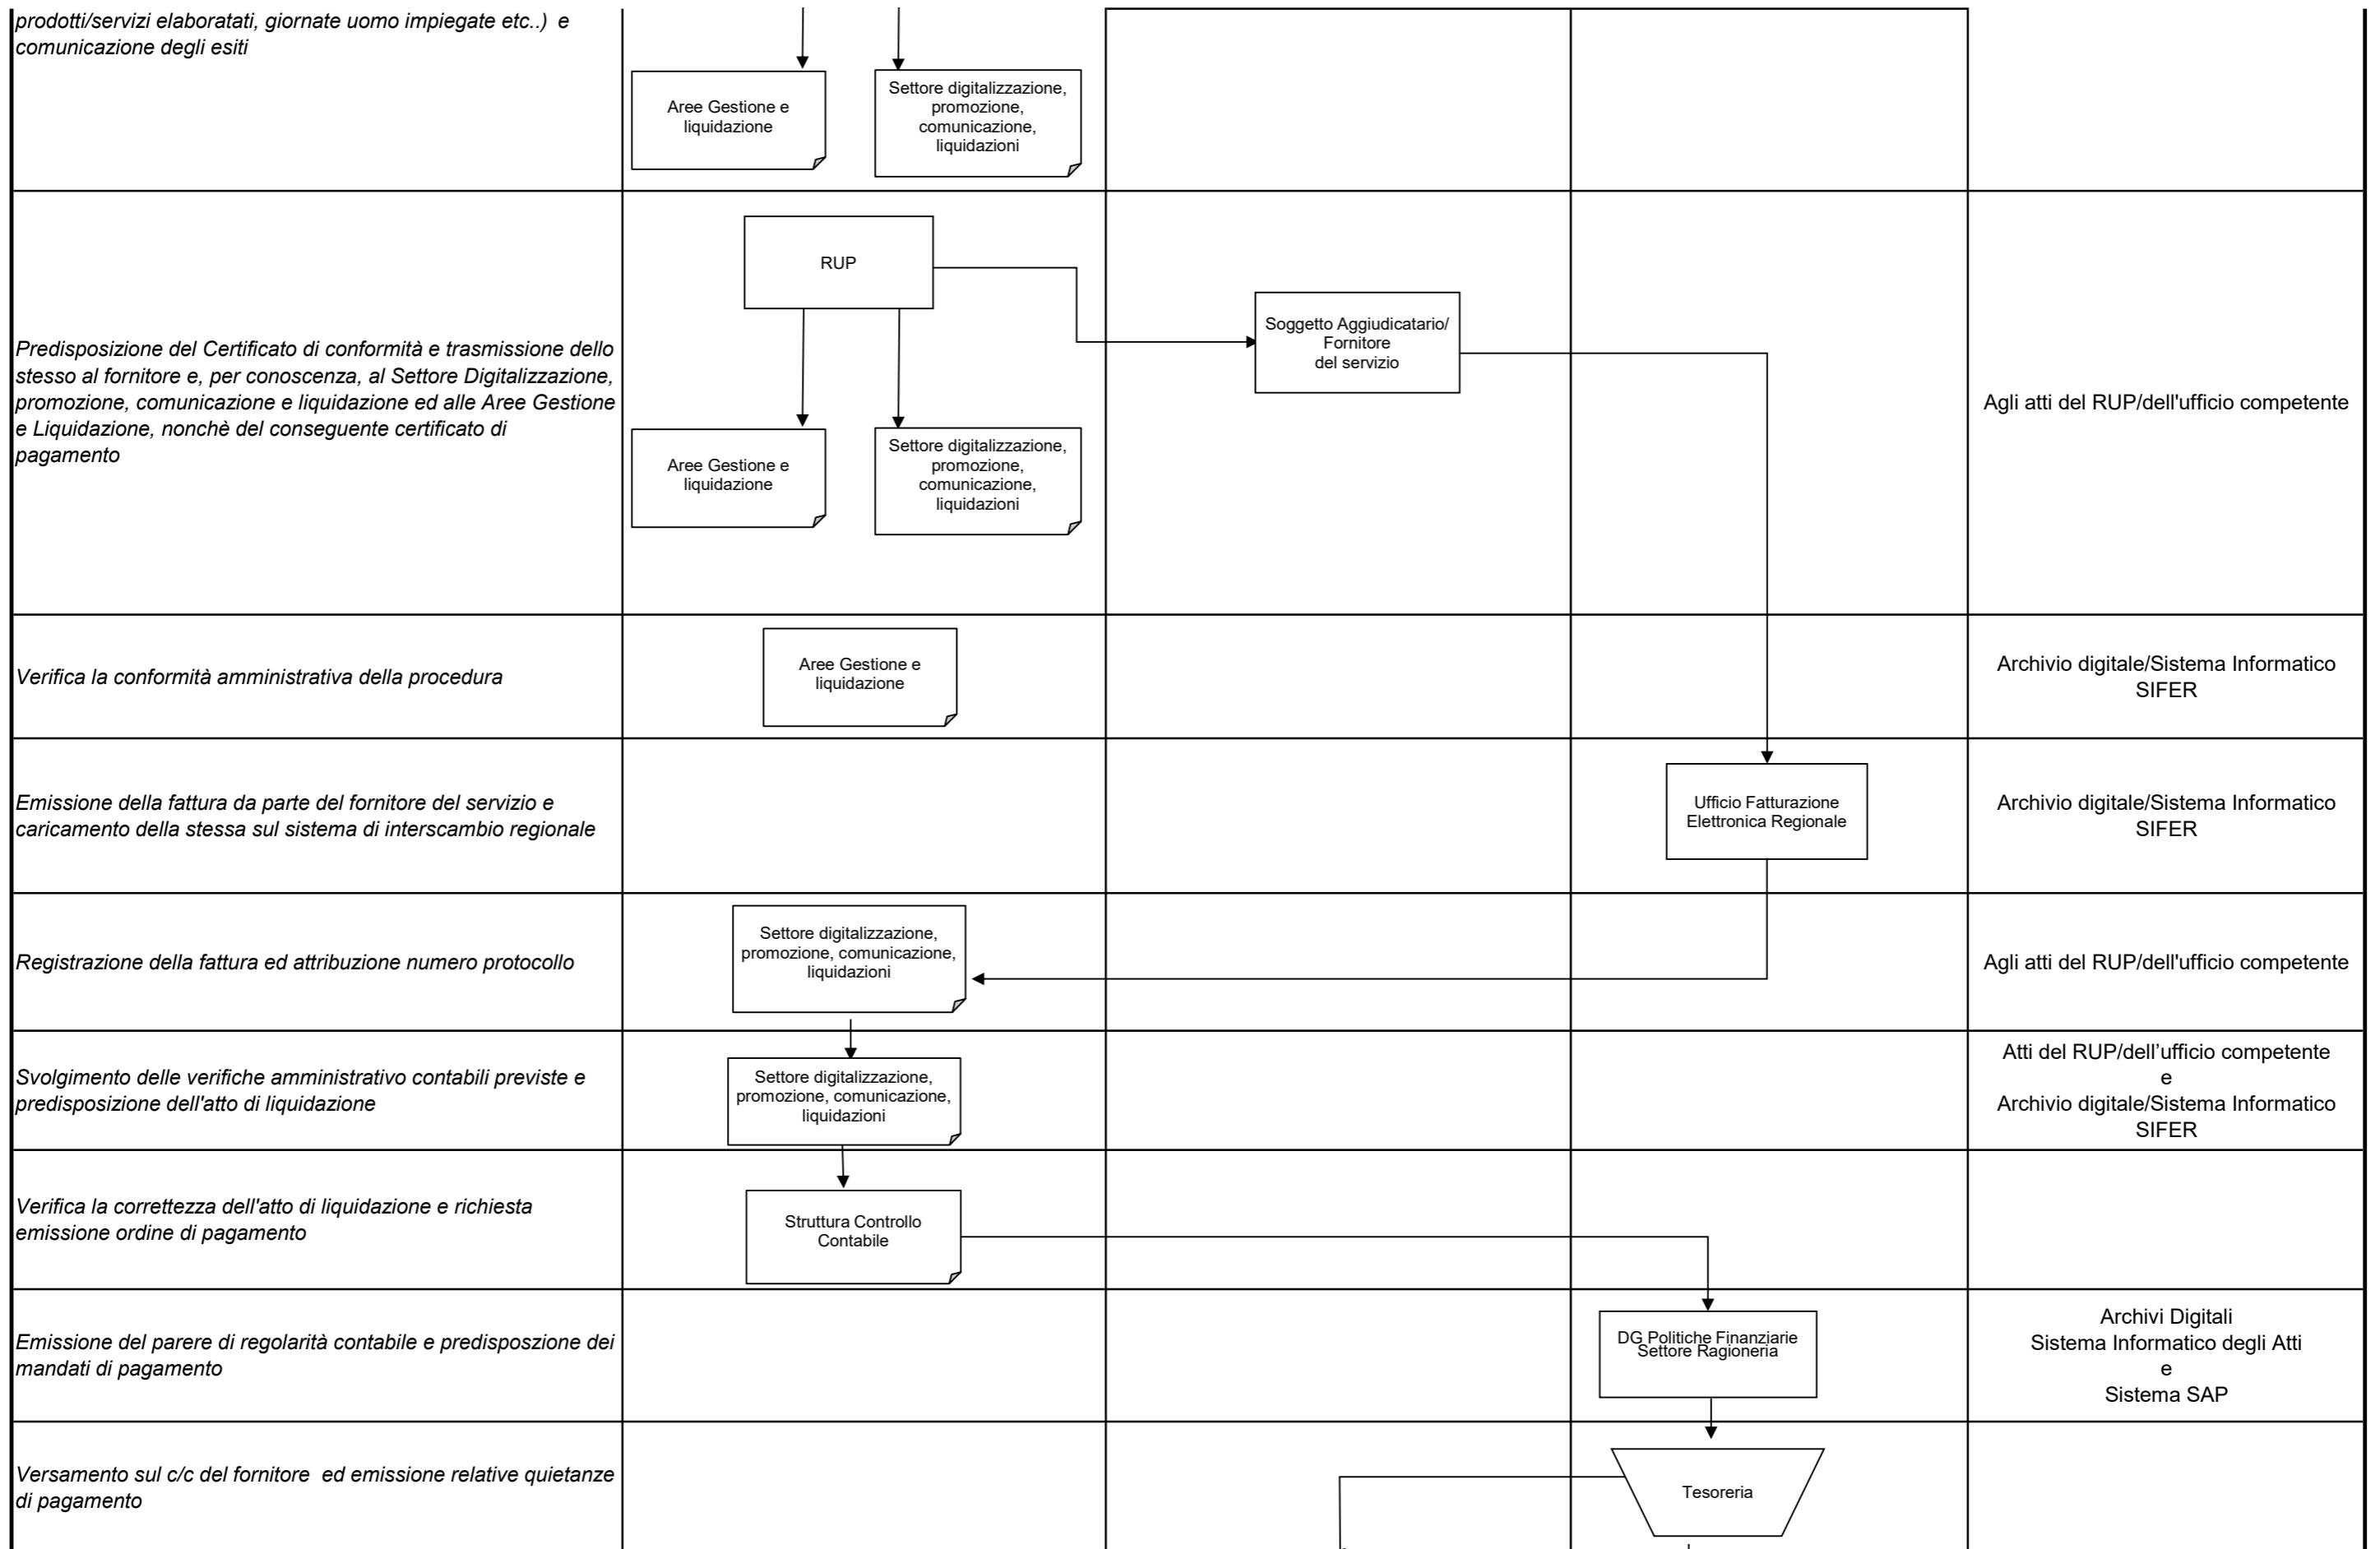 prodotti/servizi elaboratati, giornate uomo impiegate etc..)  e
comunicazione degli esiti
Aree Gestione e
liquidazione
Settore digitalizzazione,
promozione,
comunicazione,
liquidazioni
Predisposizione del Certificato di conformità e trasmissione dello
stesso al fornitore e, per conoscenza, al Settore Digitalizzazione,
promozione, comunicazione e liquidazione ed alle Aree Gestione
e Liquidazione, nonchè del conseguente certificato di
pagamento
RUP
Aree Gestione e
liquidazione
Settore digitalizzazione,
promozione,
comunicazione,
liquidazioni
Soggetto Aggiudicatario/
Fornitore
del servizio
Agli atti del RUP/dell'ufficio competente
Verifica la conformità amministrativa della procedura
Aree Gestione e
liquidazione
Archivio digitale/Sistema Informatico
SIFER
Emissione della fattura da parte del fornitore del servizio e
caricamento della stessa sul sistema di interscambio regionale
Ufficio Fatturazione
Elettronica Regionale
Archivio digitale/Sistema Informatico
SIFER
Registrazione della fattura ed attribuzione numero protocollo
Settore digitalizzazione,
promozione, comunicazione,
liquidazioni
Agli atti del RUP/dell'ufficio competente
Svolgimento delle verifiche amministrativo contabili previste e
predisposizione dell'atto di liquidazione
Settore digitalizzazione,
promozione, comunicazione,
liquidazioni
Atti del RUP/dell’ufficio competente
e
Archivio digitale/Sistema Informatico
SIFER
Verifica la correttezza dell'atto di liquidazione e richiesta
emissione ordine di pagamento
Struttura Controllo
Contabile
Emissione del parere di regolarità contabile e predisposzione dei
mandati di pagamento
DG Politiche Finanziarie
Settore Ragioneria
Archivi Digitali
Sistema Informatico degli Atti
e
Sistema SAP
Versamento sul c/c del fornitore  ed emissione relative quietanze
di pagamento
Tesoreria